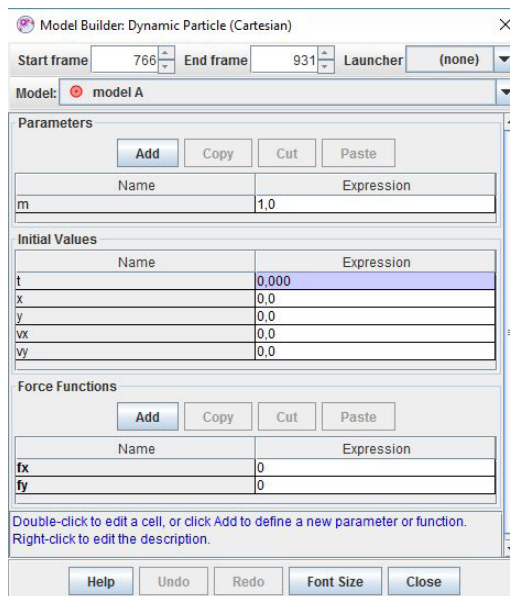 Model Builder: Dynamic Particle (Cartesian)
Start frame 766 End frame 931 Launcher (none)
Model: model A
Parameters
Add Copy Cut Paste
Name Expression
m 1,0
Initial Values
Name Expression
t 0,000
x 0,0
y 0,0
vx 0,0
vy 0,0
Force Functions
Add Copy Cut Paste
Name Expression
fx 0
fy 0
Double-click to edit a cell, or click Add to define a new parameter or function.
Right-click to edit the description.
Help Undo Redo Font Size Close